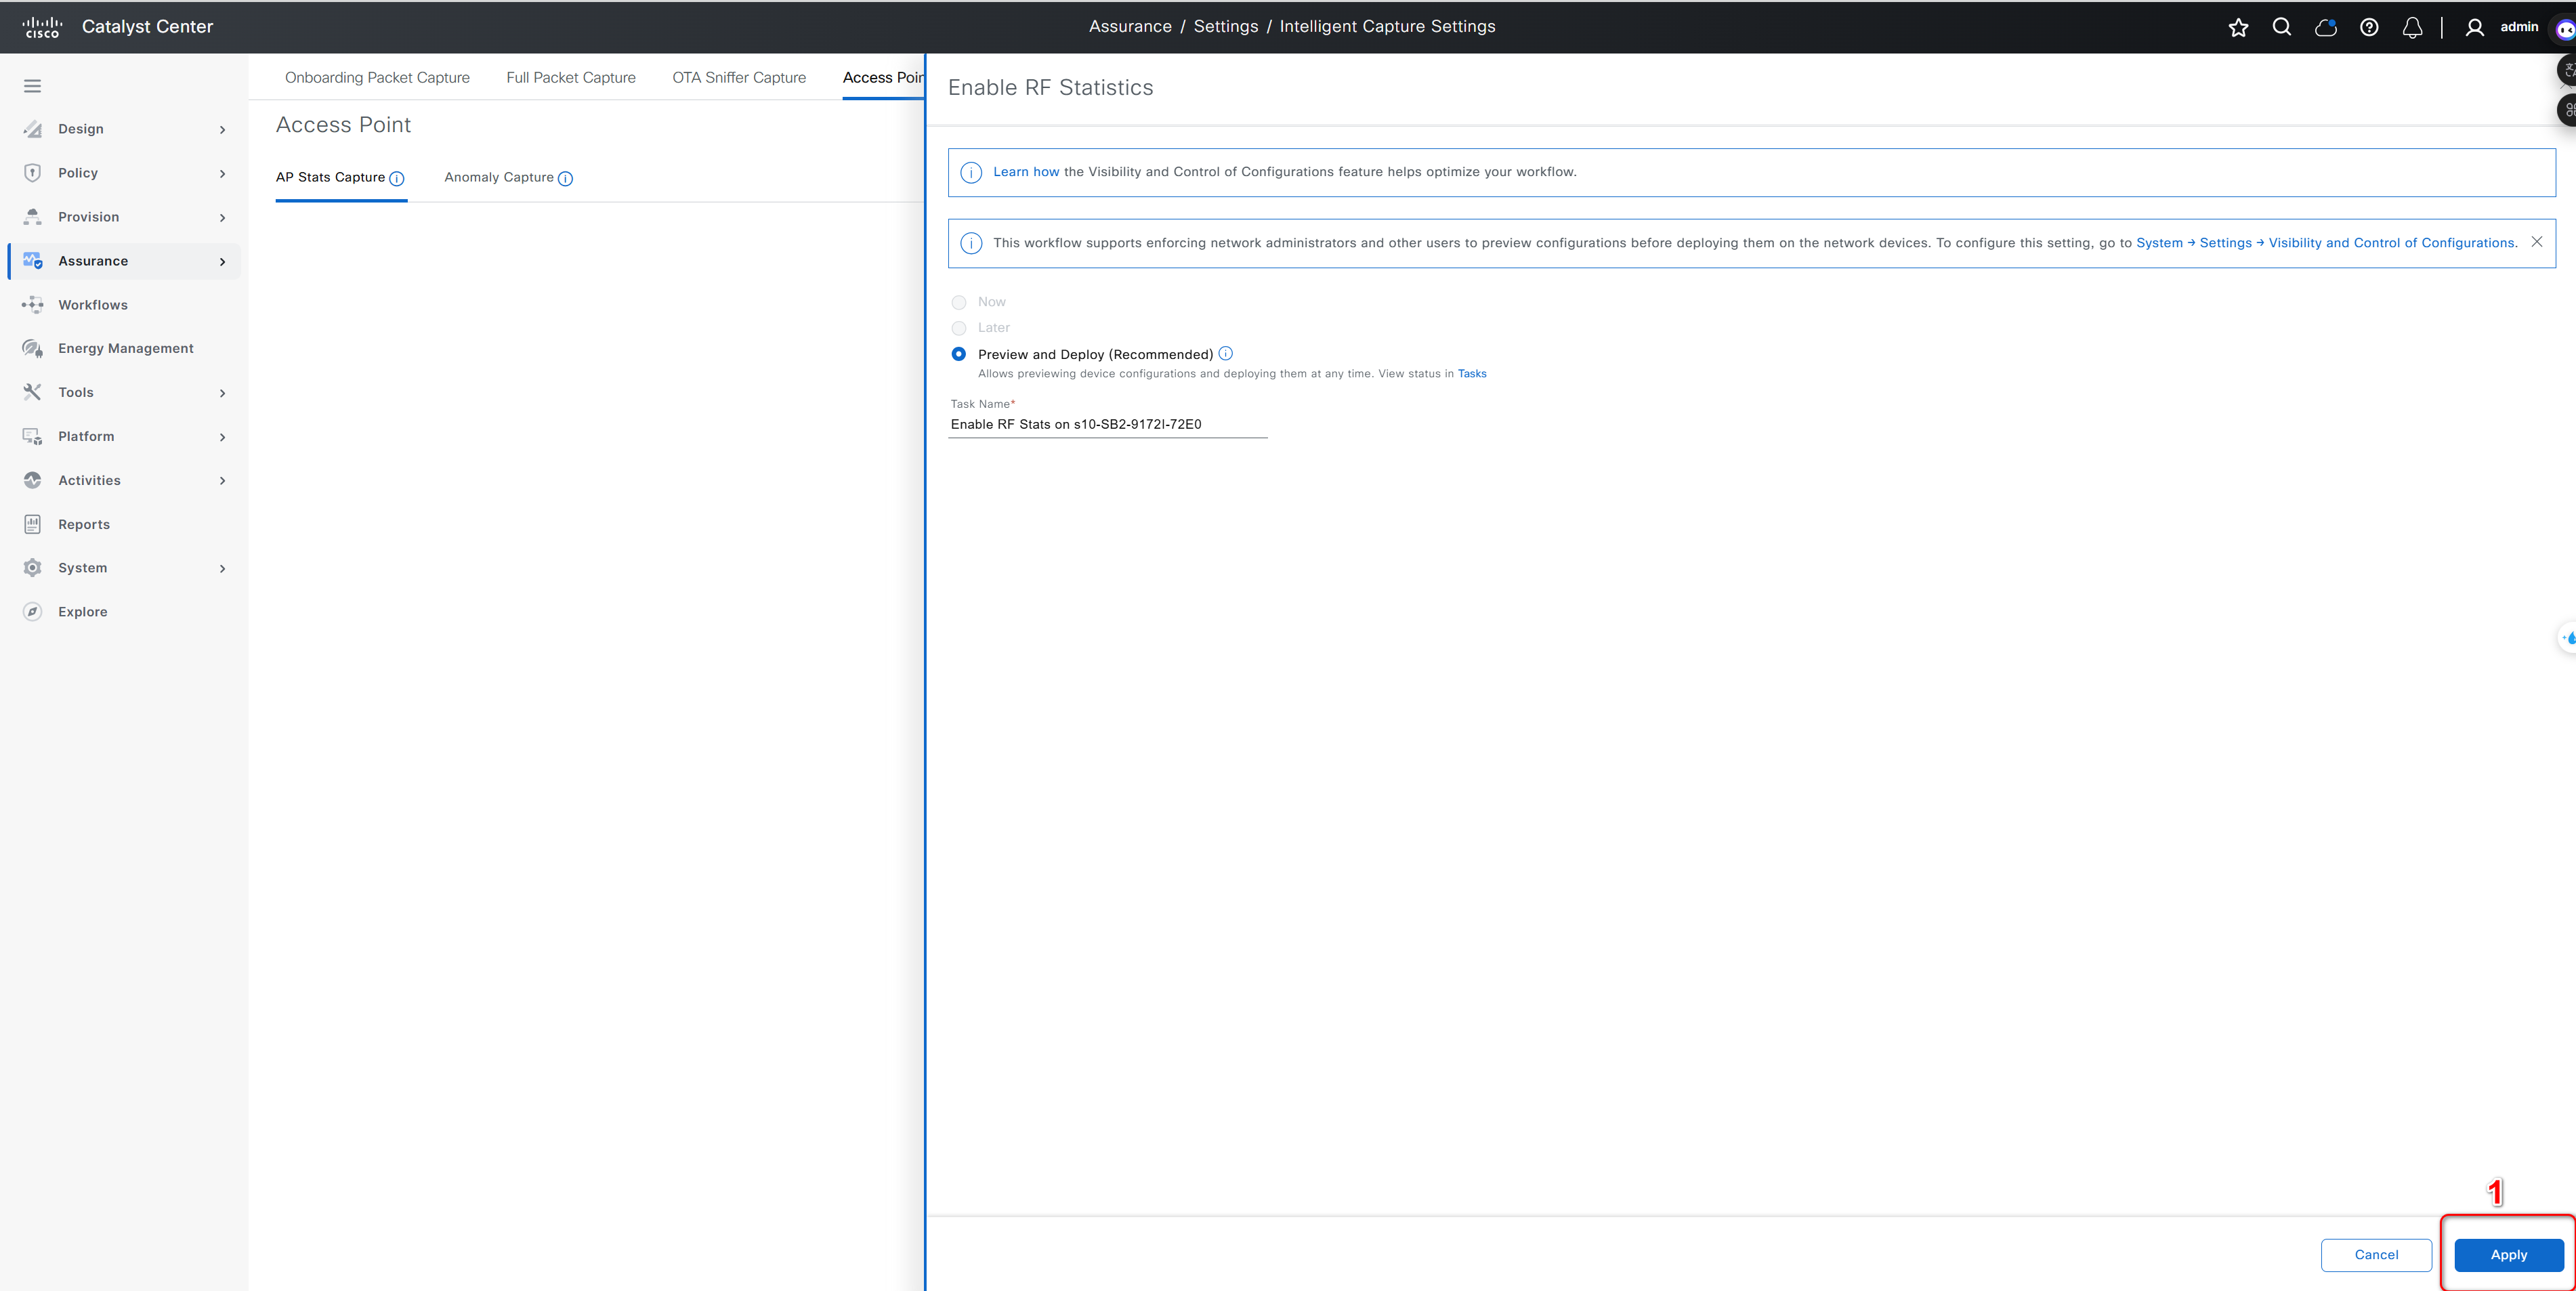 CISCO
Catalyst Center
Assurance / Settings / Intelligent Capture Settings
admin
Design
Policy
Provision
Assurance
Workflows
Energy Management
Tools
Platform
Activities
Reports
System
Explore
Onboarding Packet Capture
Full Packet Capture
OTA Sniffer Capture
Access Poin
Access Point
AP Stats Capture
Anomaly Capture
Enable RF Statistics
Learn how the Visibility and Control of Configurations feature helps optimize your workflow.
This workflow supports enforcing network administrators and other users to preview configurations before deploying them on the network devices. To configure this setting, go to System → Settings → Visibility and Control of Configurations.
Now
Later
Preview and Deploy (Recommended)
Allows previewing device configurations and deploying them at any time. View status in Tasks
Task Name*
Enable RF Stats on s10-SB2-9172I-72E0
1
Cancel
Apply